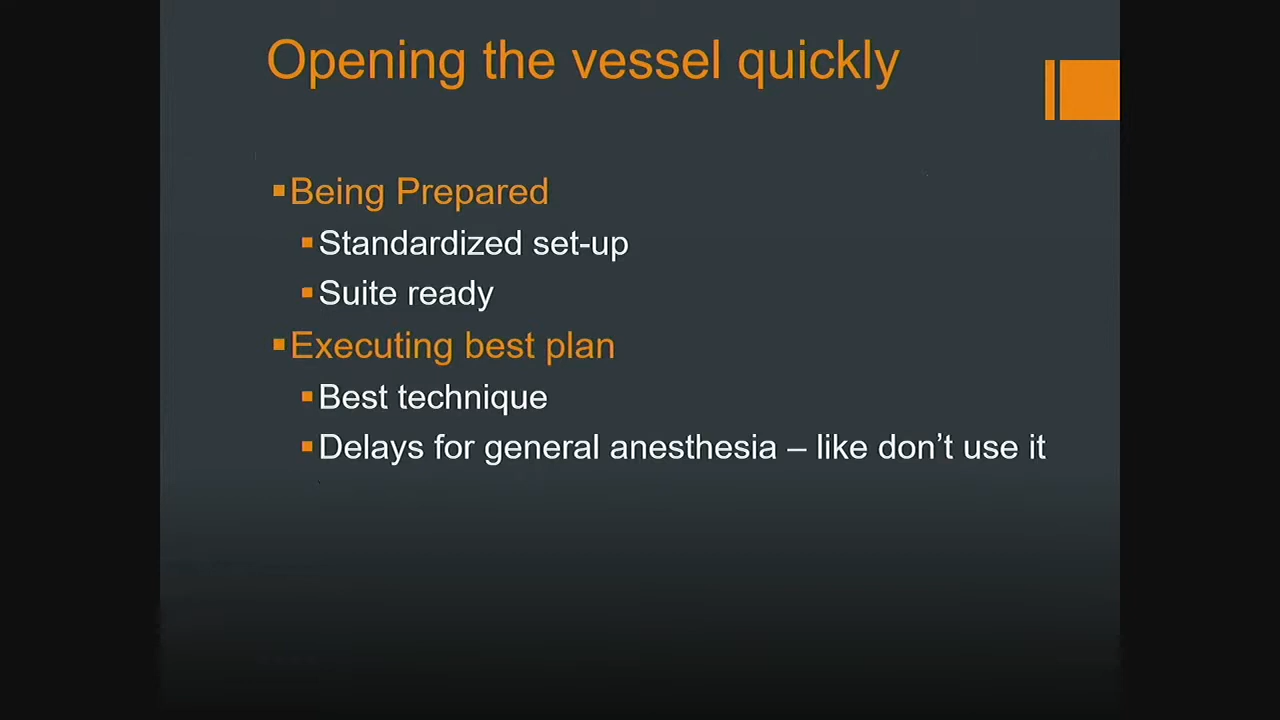 Opening the vessel quickly
Being Prepared
Standardized set-up
Suite ready
Executing best plan
Best technique
Delays for general anesthesia – like don’t use it